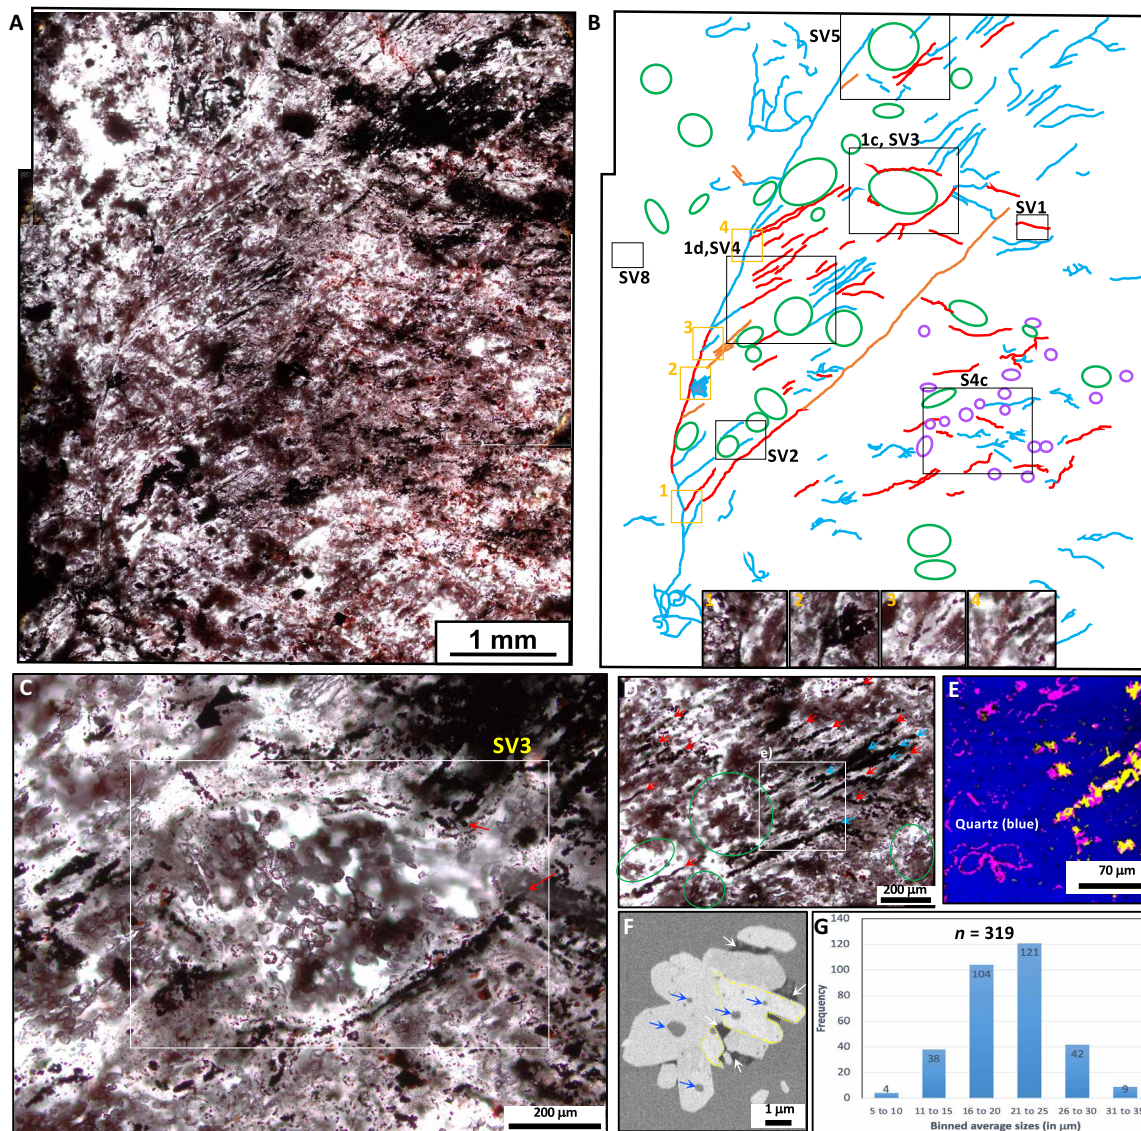 A
1 mm
B
SV5
1c, SV3
SV1
4
1d,SV4
SV8
3
2
S4c
SV2
1
1
2
3
4
C
SV3
200 µm
D
e)
200 µm
E
Quartz (blue)
70 µm
F
1 µm
G
n = 319
140
120
100
80
60
40
20
0
Frequency
4
38
104
121
42
9
5 to 10
11 to 15
16 to 20
21 to 25
26 to 30
31 to 35
Binned average sizes (in µm)